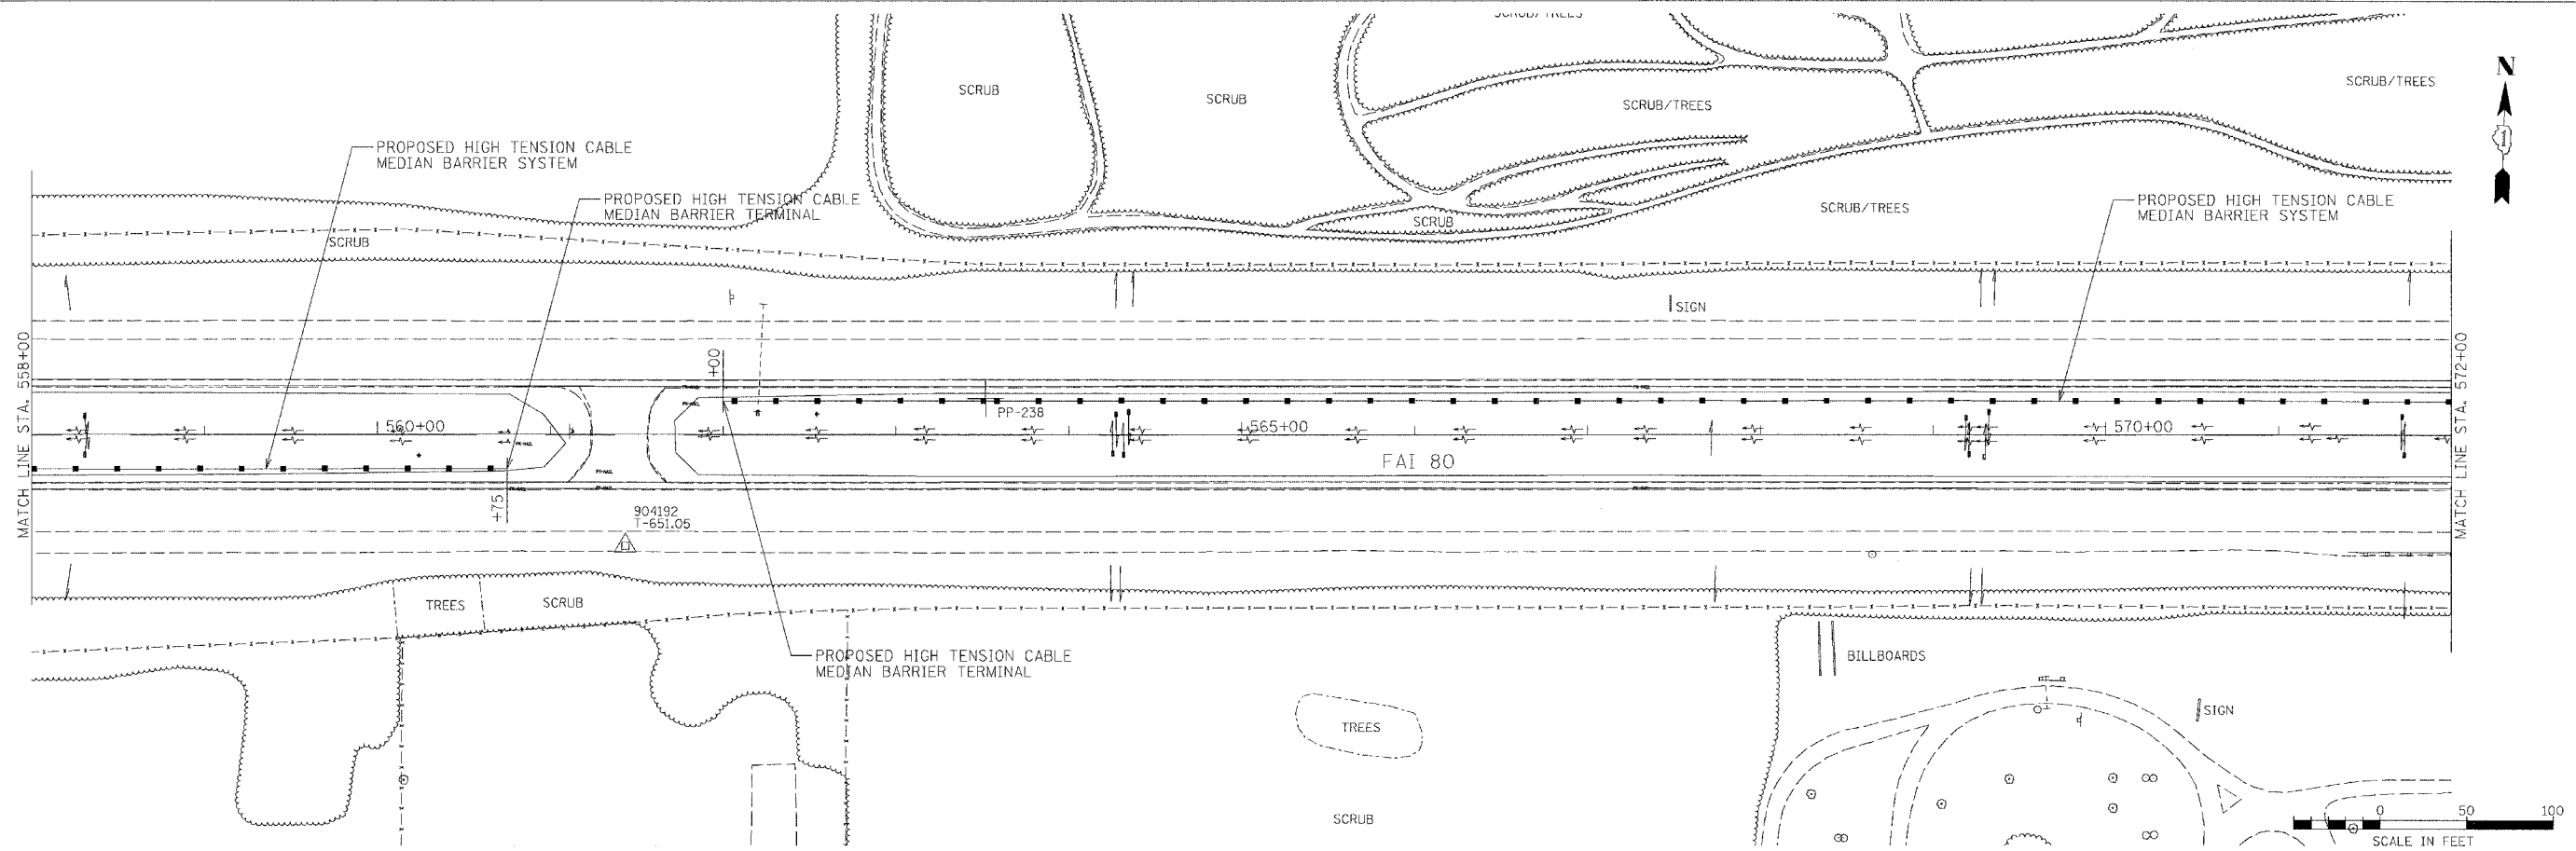 SCRUB/TREES
N
SCRUB
SCRUB
SCRUB/TREES
SCRUB/TREES
1
PROPOSED HIGH TENSION CABLE
MEDIAN BARRIER SYSTEM
PROPOSED HIGH TENSION CABLE
MEDIAN BARRIER TERMINAL
PROPOSED HIGH TENSION CABLE
MEDIAN BARRIER SYSTEM
SCRUB/TREES
SCRUB
SCRUB
SIGN
MATCH LINE STA. 558+00
+00
MATCH LINE STA. 572+00
PP-238
560+00
565+00
570+00
FAI 80
+75
904192
T-651.05
TREES
SCRUB
PROPOSED HIGH TENSION CABLE
MEDIAN BARRIER TERMINAL
BILLBOARDS
TREES
SIGN
SCRUB
0 50 100
SCALE IN FEET